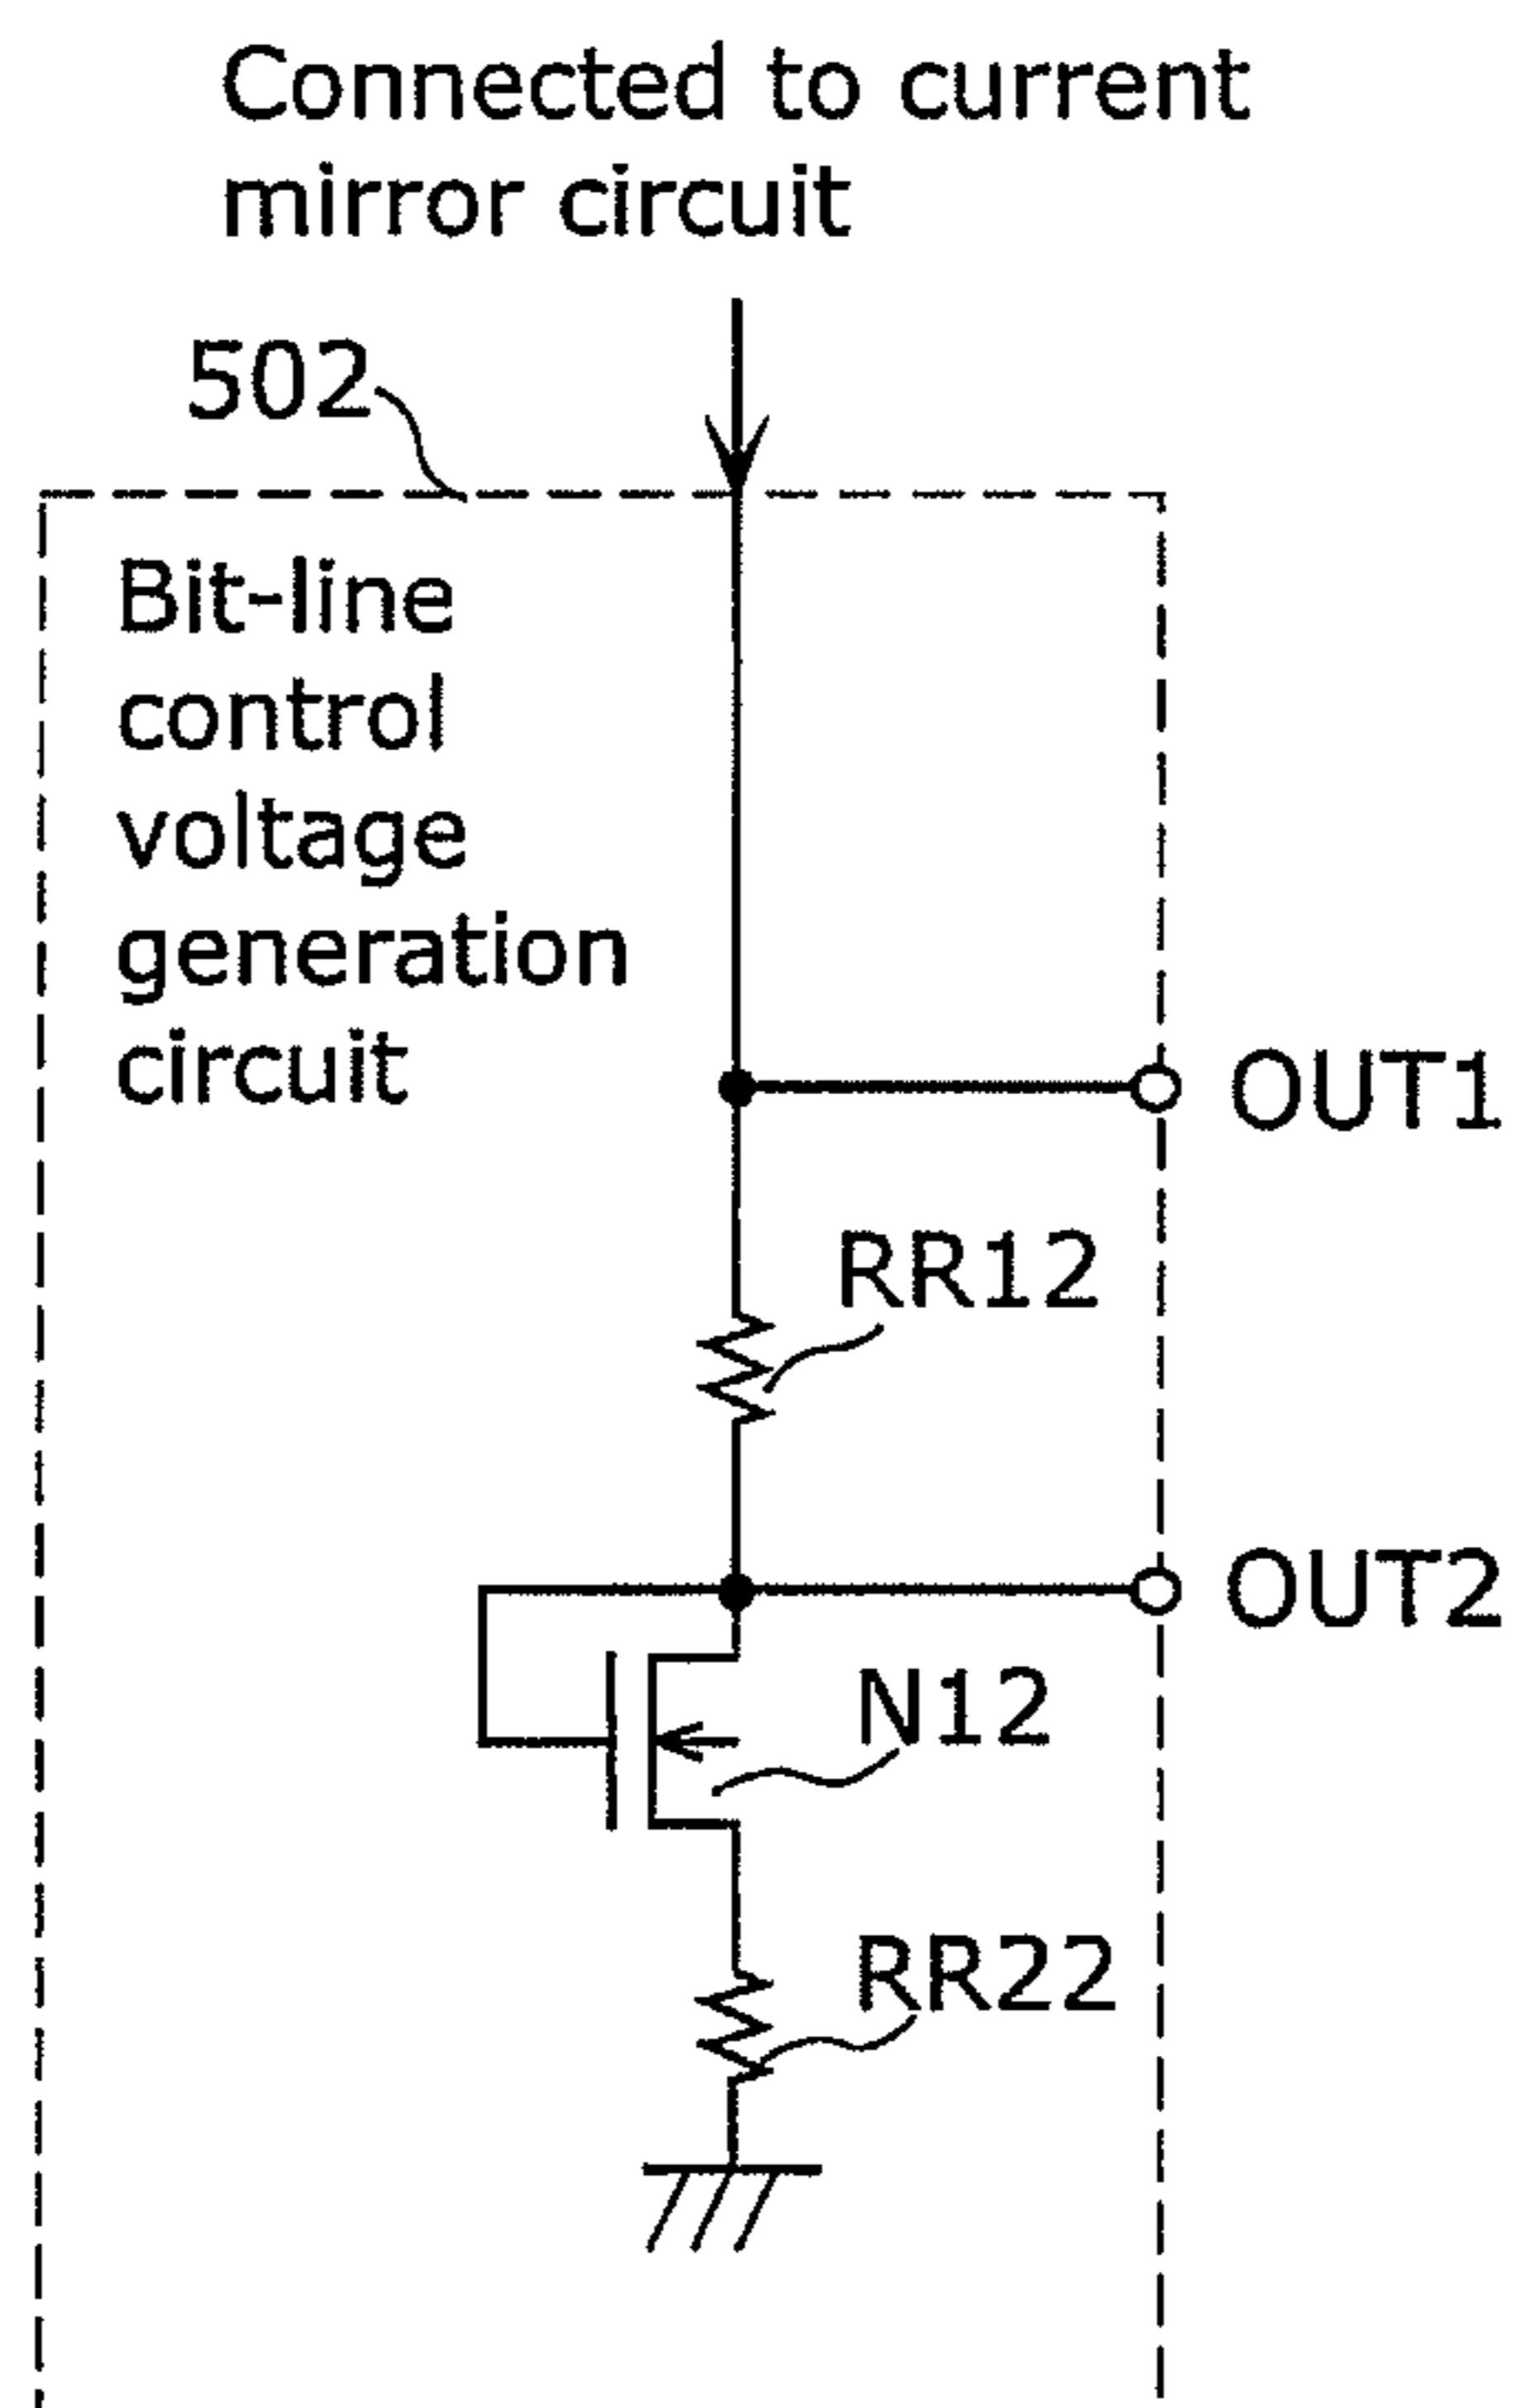 Connected to current
mirror circuit
502
Bit-line
control
voltage
generation
circuit
OUT1
RR12
OUT2
N12
RR22